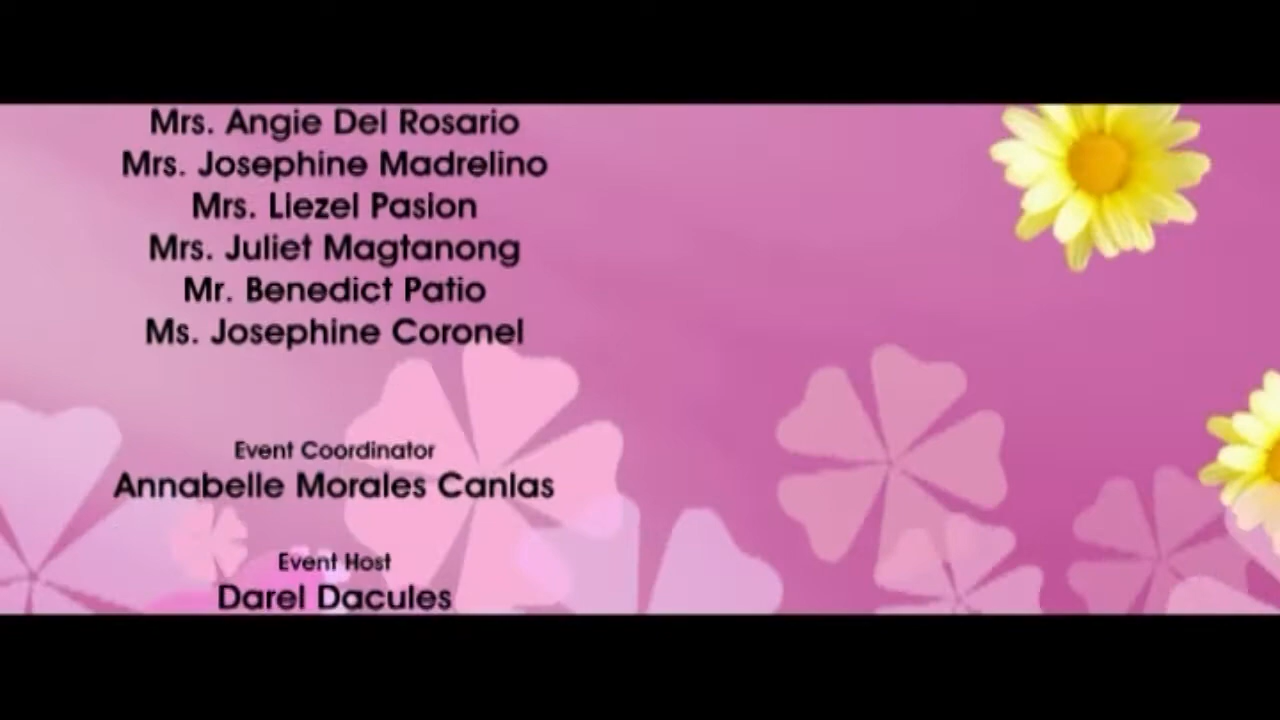 Mrs. Angie Del Rosario
Mrs. Josephine Madrelino
Mrs. Liezel Pasion
Mrs. Juliet Magtanong
Mr. Benedict Patio
Ms. Josephine Coronel
Event Coordinator
Annabelle Morales Canlas
Event Host
Darel Dacules